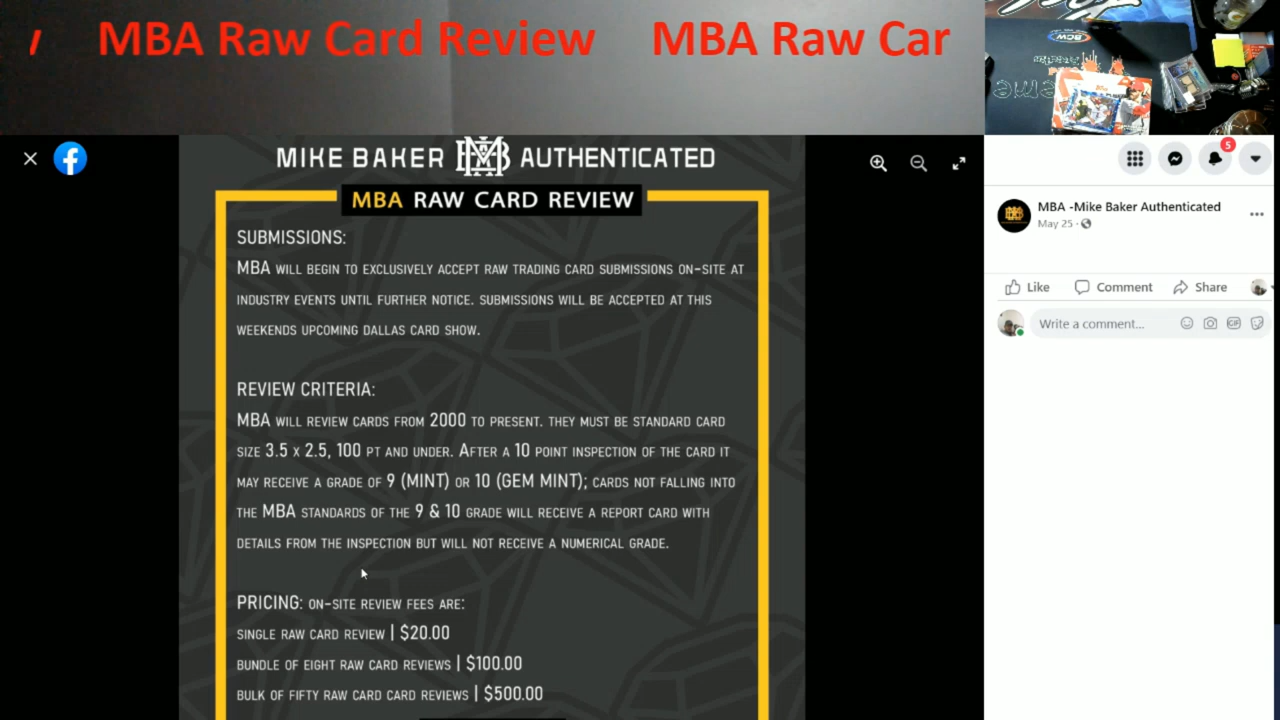 MBA Raw Card Review MBA Raw Car
MIKE BAKER MBA AUTHENTICATED
MBA RAW CARD REVIEW
SUBMISSIONS:
MBA WILL BEGIN TO EXCLUSIVELY ACCEPT RAW TRADING CARD SUBMISSIONS ON-SITE AT
INDUSTRY EVENTS UNTIL FURTHER NOTICE. SUBMISSIONS WILL BE ACCEPTED AT THIS
WEEKENDS UPCOMING DALLAS CARD SHOW.
REVIEW CRITERIA:
MBA WILL REVIEW CARDS FROM 2000 TO PRESENT. THEY MUST BE STANDARD CARD
SIZE 3.5 X 2.5, 100 PT AND UNDER. AFTER A 10 POINT INSPECTION OF THE CARD IT
MAY RECEIVE A GRADE OF 9 (MINT) OR 10 (GEM MINT); CARDS NOT FALLING INTO
THE MBA STANDARDS OF THE 9 & 10 GRADE WILL RECEIVE A REPORT CARD WITH
DETAILS FROM THE INSPECTION BUT WILL NOT RECEIVE A NUMERICAL GRADE.
PRICING: ON-SITE REVIEW FEES ARE:
SINGLE RAW CARD REVIEW | $20.00
BUNDLE OF EIGHT RAW CARD REVIEWS | $100.00
BULK OF FIFTY RAW CARD CARD REVIEWS | $500.00
BCW
5
MBA -Mike Baker Authenticated
May 25 ·
Like Comment Share
Write a comment...
GIF